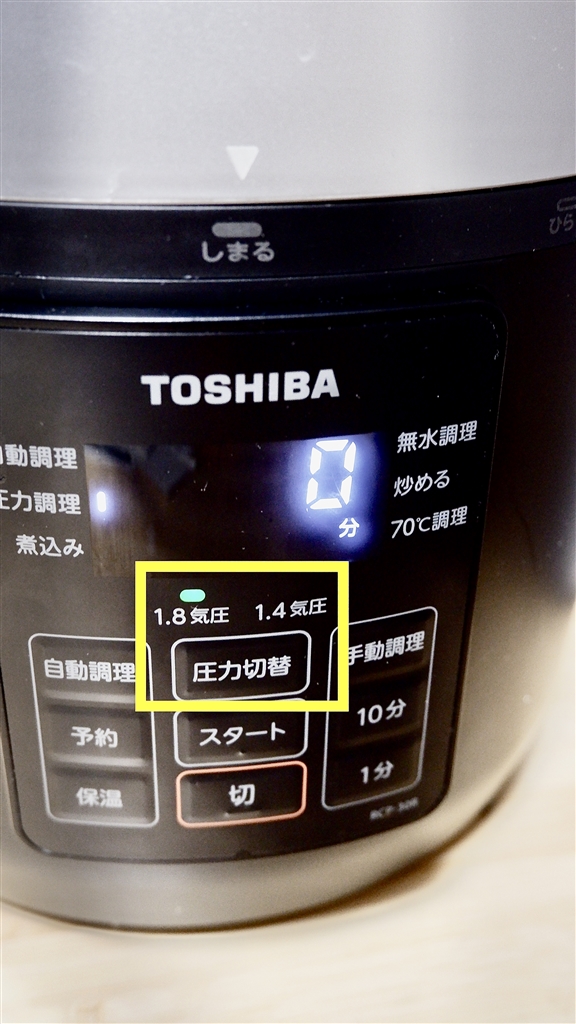 しまる
ひら
TOSHIBA
動調理
圧力調理
煮込み
0
分
無水調理
炒める
70℃調理
1.8気圧
1.4気圧
自動調理
圧力切替
手動調理
予約
スタート
10分
保温
切
1分
RCP-30R